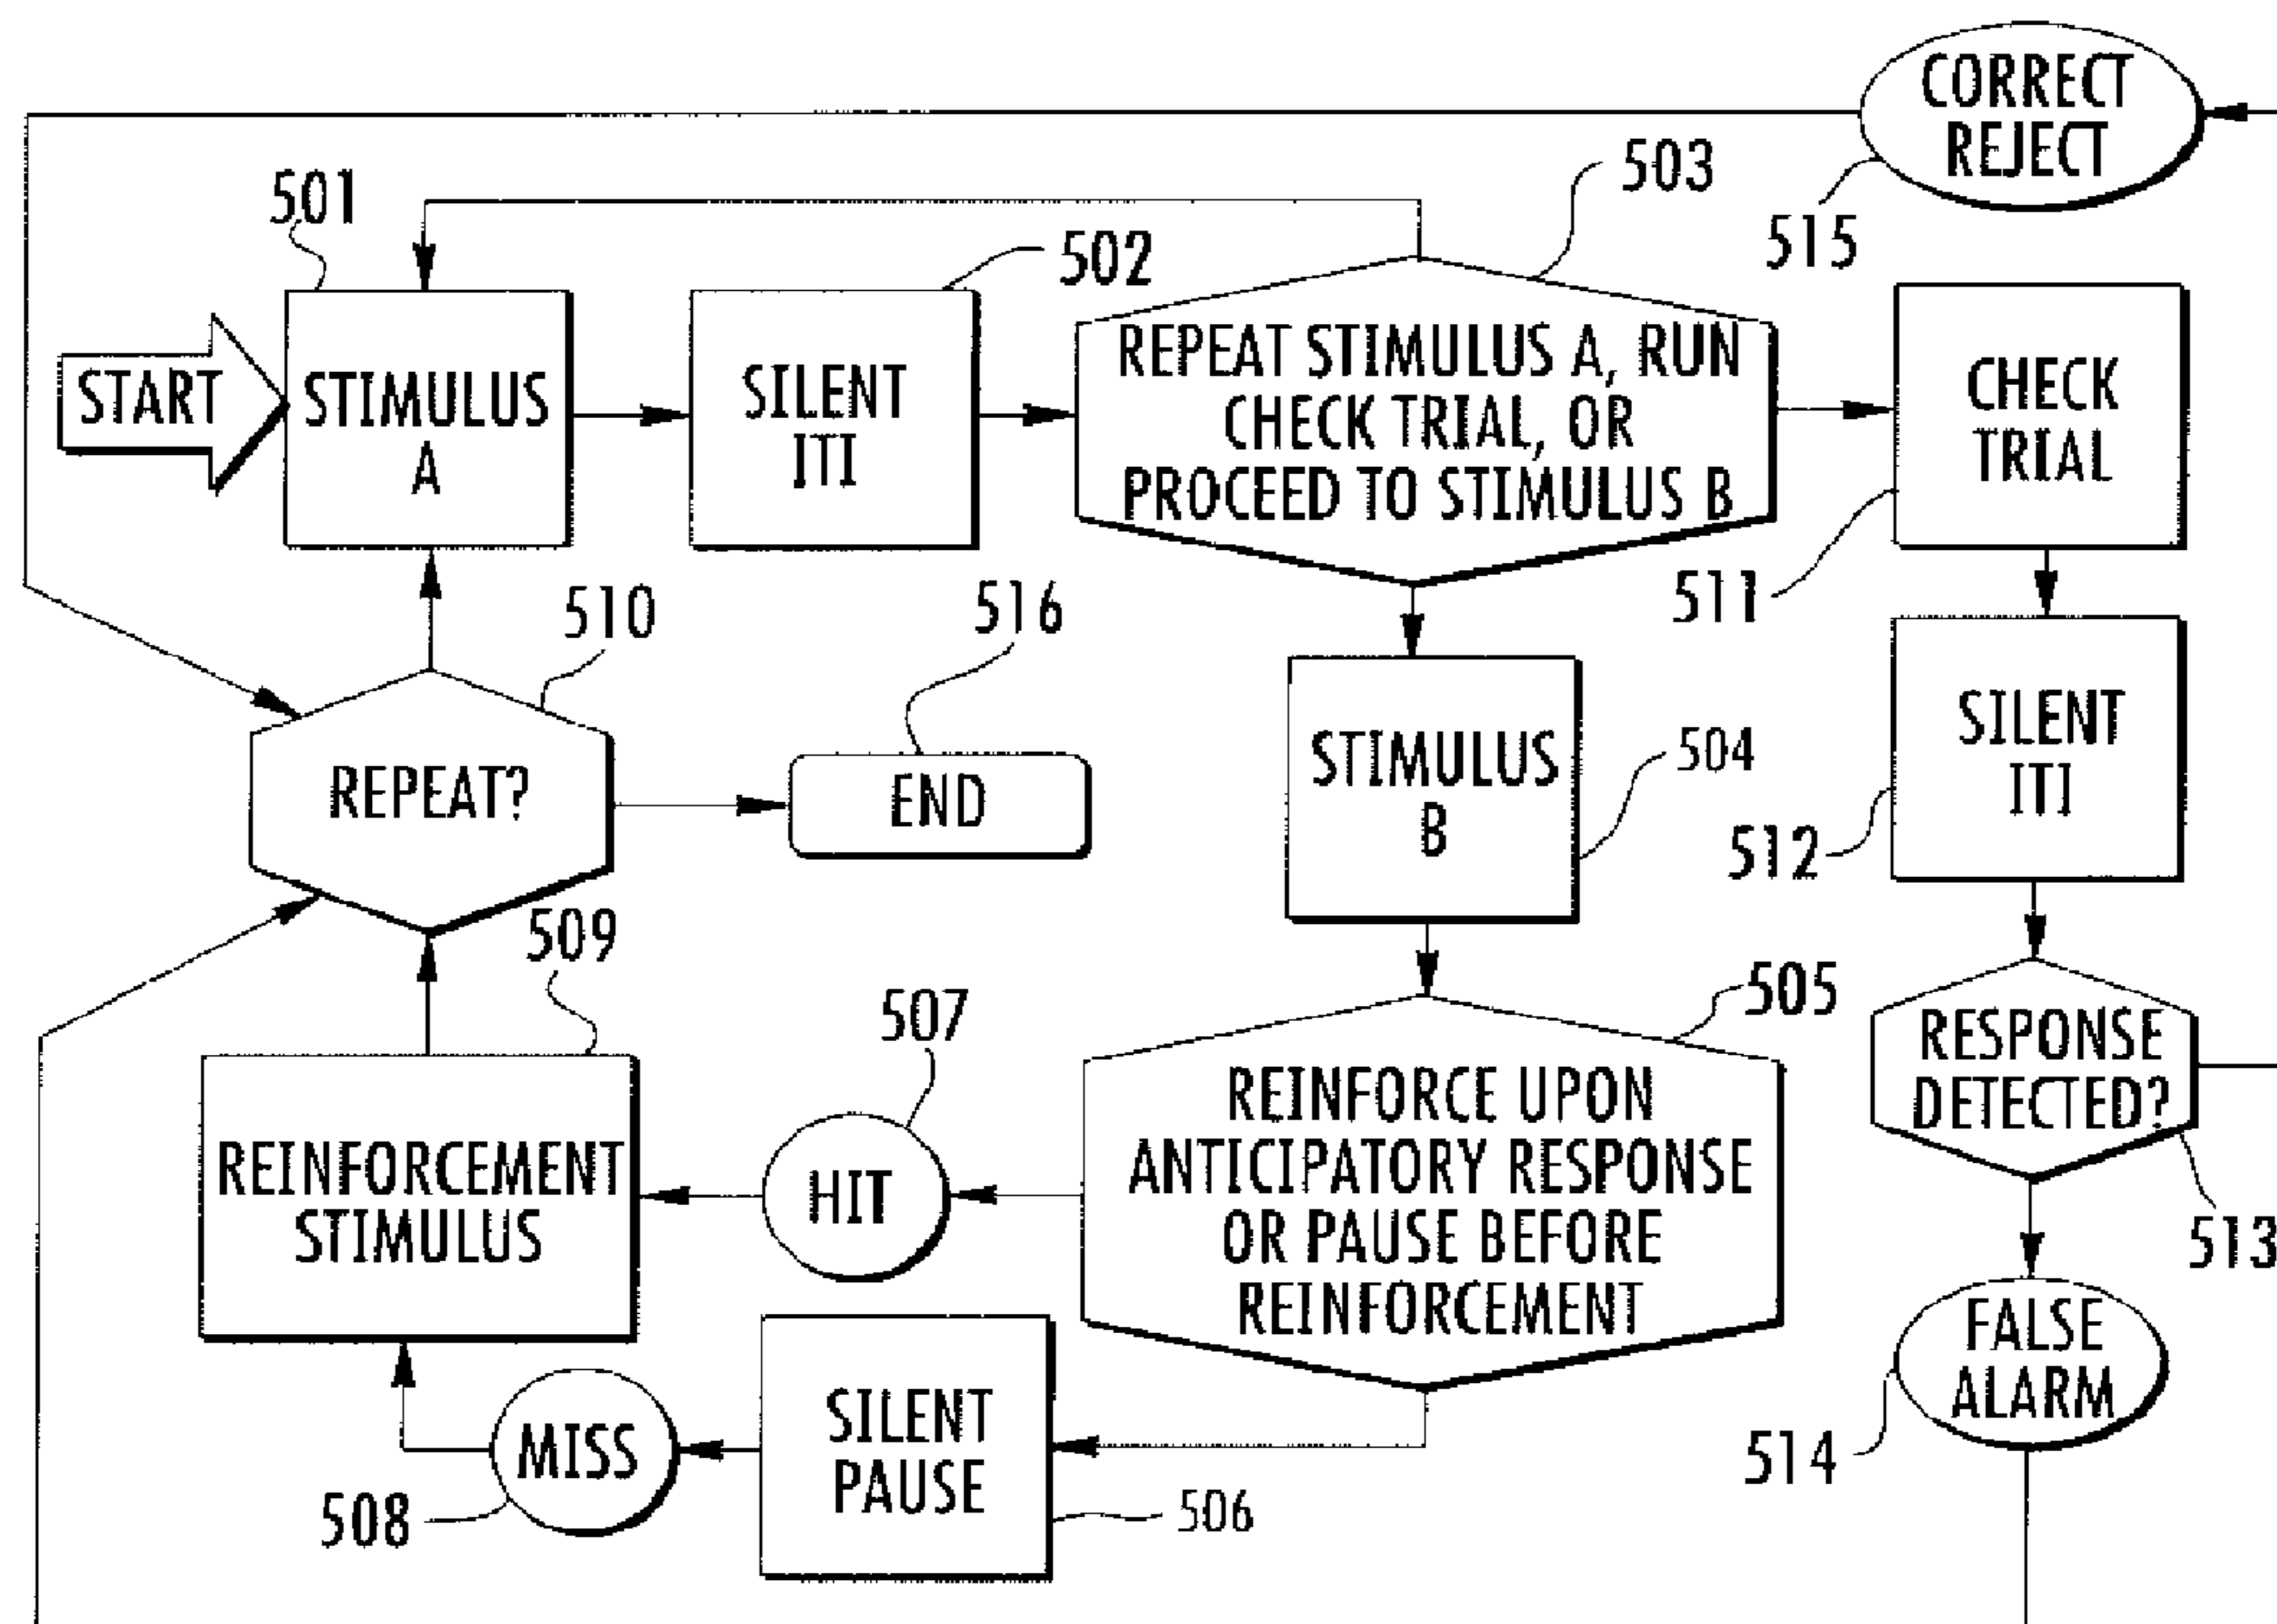 CORRECT
REJECT
515
503
501
502
START
STIMULUS
A
SILENT
ITI
REPEAT STIMULUS A, RUN
CHECK TRIAL, OR
PROCEED TO STIMULUS B
CHECK
TRIAL
511
510
516
REPEAT?
END
STIMULUS
B
504
SILENT
ITI
512
509
507
505
REINFORCEMENT
STIMULUS
HIT
REINFORCE UPON
ANTICIPATORY RESPONSE
OR PAUSE BEFORE
REINFORCEMENT
RESPONSE
DETECTED?
513
MISS
508
SILENT
PAUSE
506
FALSE
ALARM
514